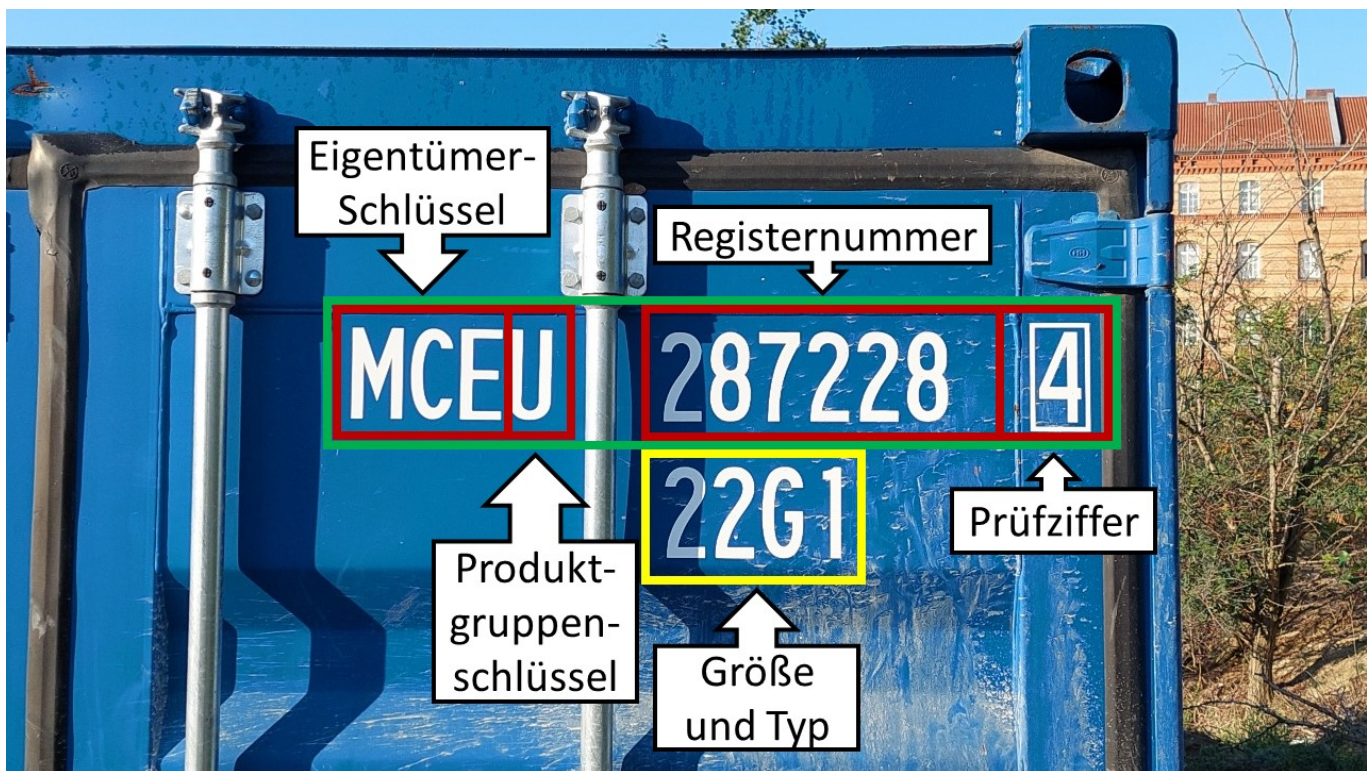 Eigentümer-
Schlüssel
Registernummer
MCEU 287228 4
22G1
Prüfziffer
Produkt-
gruppen-
schlüssel
Größe
und Typ